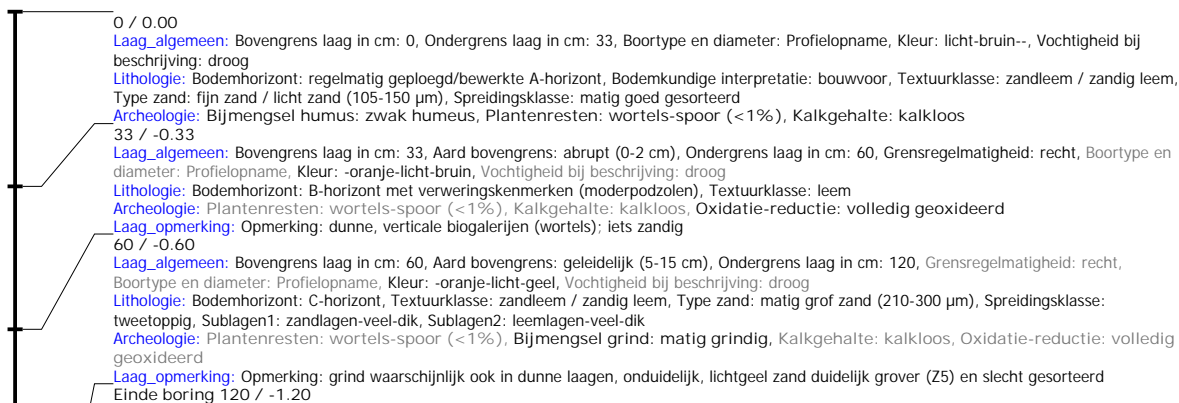 0 / 0.00
Laag_algemeen: Bovengrens laag in cm: 0, Ondergrens laag in cm: 33, Boortype en diameter: Profielopname, Kleur: licht-bruin--, Vochtigheid bij
beschrijving: droog
Lithologie: Bodemhorizont: regelmatig geploegd/bewerkte A-horizont, Bodemkundige interpretatie: bouwvoor, Textuurklasse: zandleem / zandig leem,
Type zand: fijn zand / licht zand (105-150 µm), Spreidingsklasse: matig goed gesorteerd
Archeologie: Bijmengsel humus: zwak humeus, Plantenresten: wortels-spoor (<1%), Kalkgehalte: kalkloos
33 / -0.33
Laag_algemeen: Bovengrens laag in cm: 33, Aard bovengrens: abrupt (0-2 cm), Ondergrens laag in cm: 60, Grensregelmatigheid: recht, Boortype en
diameter: Profielopname, Kleur: -oranje-licht-bruin, Vochtigheid bij beschrijving: droog
Lithologie: Bodemhorizont: B-horizont met verweringskenmerken (moderpodzolen), Textuurklasse: leem
Archeologie: Plantenresten: wortels-spoor (<1%), Kalkgehalte: kalkloos, Oxidatie-reductie: volledig geoxideerd
Laag_opmerking: Opmerking: dunne, verticale biogalerijen (wortels); iets zandig
60 / -0.60
Laag_algemeen: Bovengrens laag in cm: 60, Aard bovengrens: geleidelijk (5-15 cm), Ondergrens laag in cm: 120, Grensregelmatigheid: recht,
Boortype en diameter: Profielopname, Kleur: -oranje-licht-geel, Vochtigheid bij beschrijving: droog
Lithologie: Bodemhorizont: C-horizont, Textuurklasse: zandleem / zandig leem, Type zand: matig grof zand (210-300 µm), Spreidingsklasse:
tweetoppig, Sublagen1: zandlagen-veel-dik, Sublagen2: leemlagen-veel-dik
Archeologie: Plantenresten: wortels-spoor (<1%), Bijmengsel grind: matig grindig, Kalkgehalte: kalkloos, Oxidatie-reductie: volledig
geoxideerd
Laag_opmerking: Opmerking: grind waarschijnlijk ook in dunne laagen, onduidelijk, lichtgeel zand duidelijk grover (Z5) en slecht gesorteerd
Einde boring 120 / -1.20